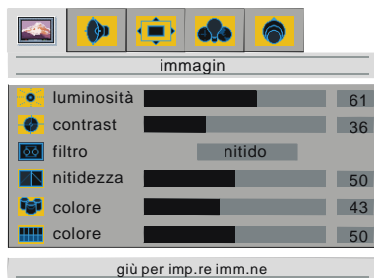 immagin
luminosità 61
contrast 36
filtro nitido
nitidezza 50
colore 43
colore 50
giù per imp.re imm.ne